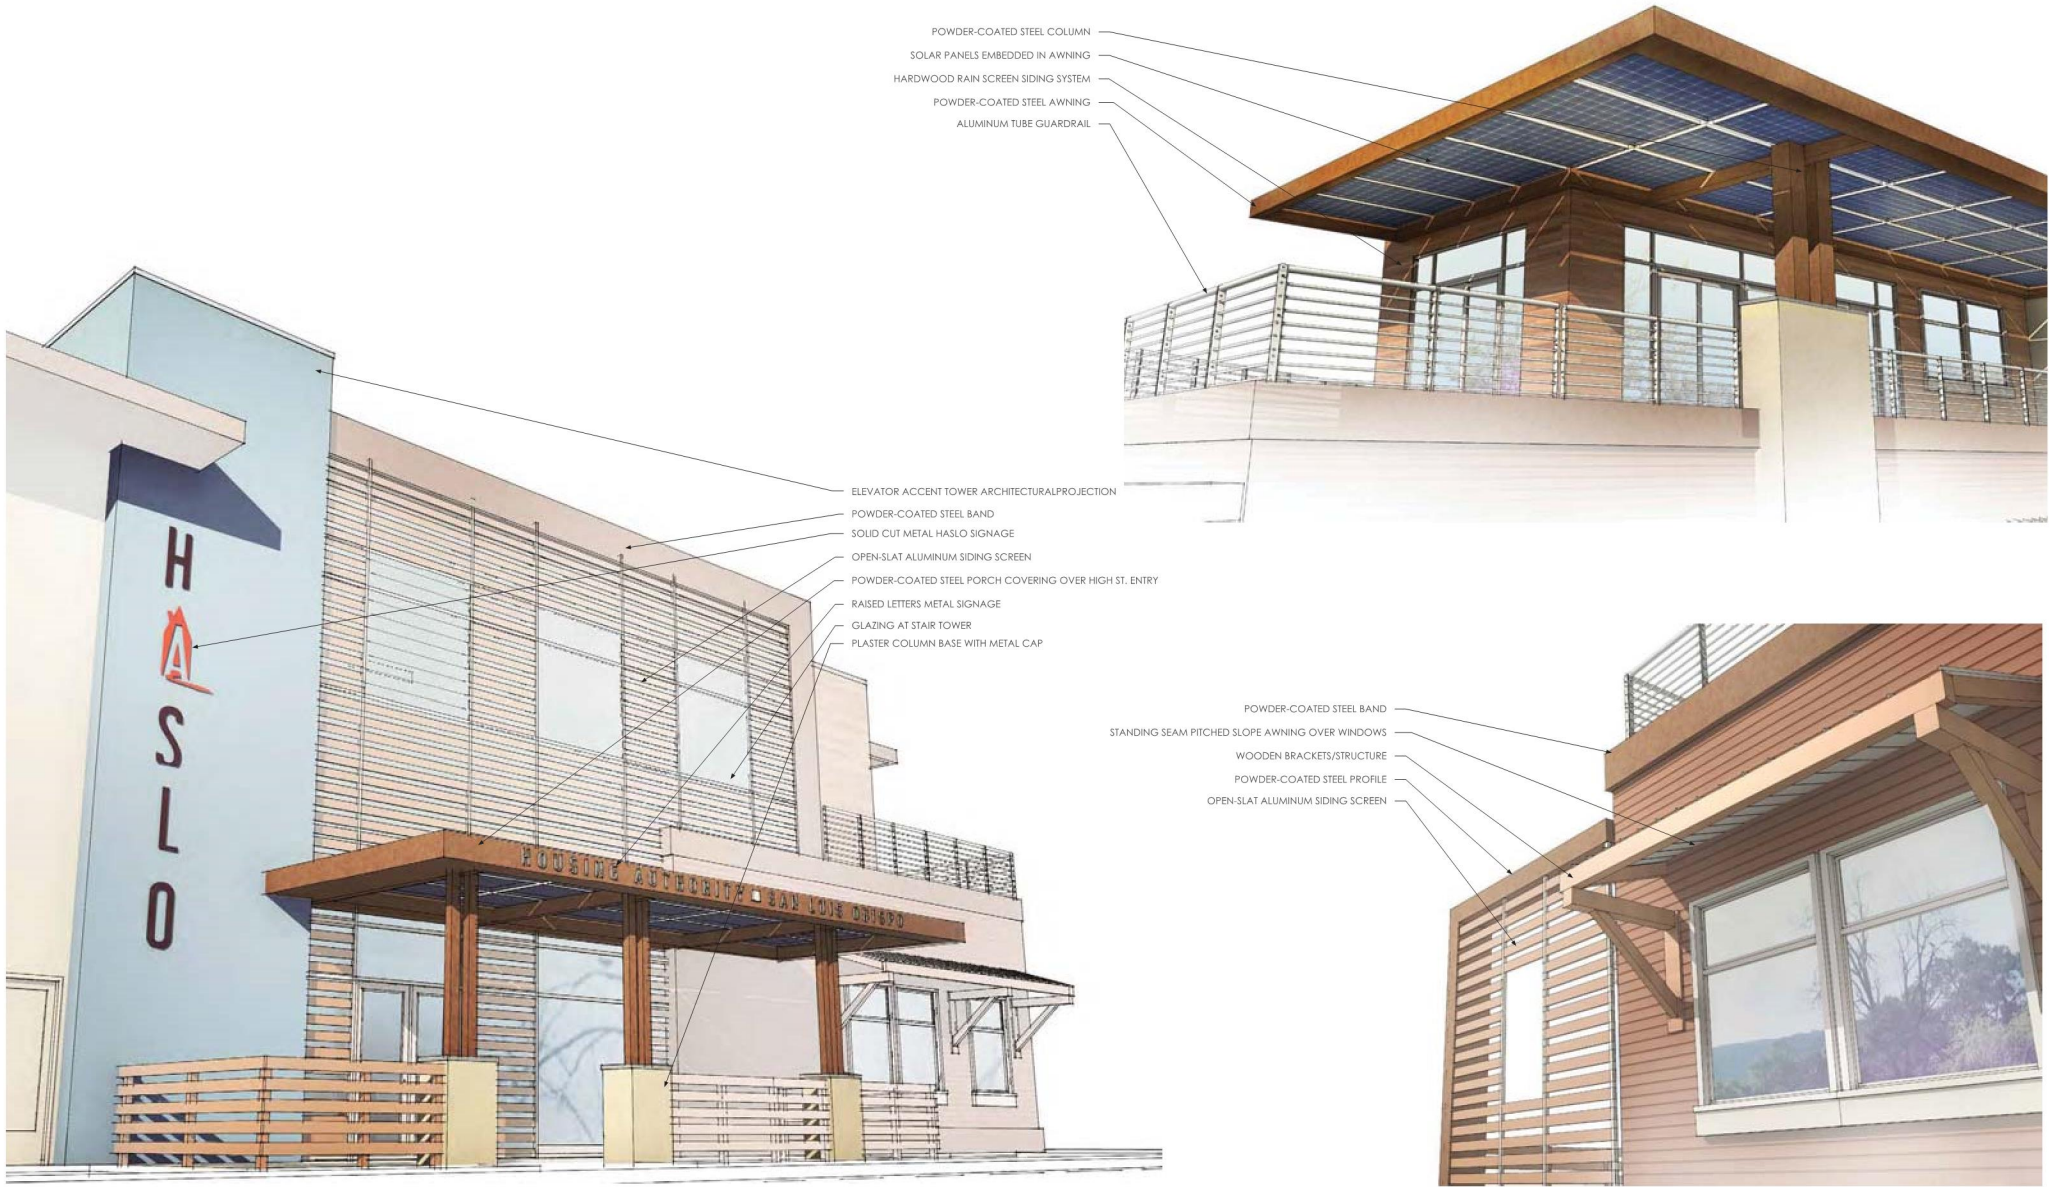 POWDER-COATED STEEL COLUMN
SOLAR PANELS EMBEDDED IN AWNING
HARDWOOD RAIN SCREEN SIDING SYSTEM
POWDER-COATED STEEL AWNING
ALUMINUM TUBE GUARDRAIL
ELEVATOR ACCENT TOWER ARCHITECTURALPROJECTION
POWDER-COATED STEEL BAND
SOLID CUT METAL HASLO SIGNAGE
OPEN-SLAT ALUMINUM SIDING SCREEN
POWDER-COATED STEEL PORCH COVERING OVER HIGH ST. ENTRY
RAISED LETTERS METAL SIGNAGE
GLAZING AT STAIR TOWER
PLASTER COLUMN BASE WITH METAL CAP
H
A
S
L
O
HOUSING AUTHORITY SAN LUIS OBISPO
POWDER-COATED STEEL BAND
STANDING SEAM PITCHED SLOPE AWNING OVER WINDOWS
WOODEN BRACKETS/STRUCTURE
POWDER-COATED STEEL PROFILE
OPEN-SLAT ALUMINUM SIDING SCREEN